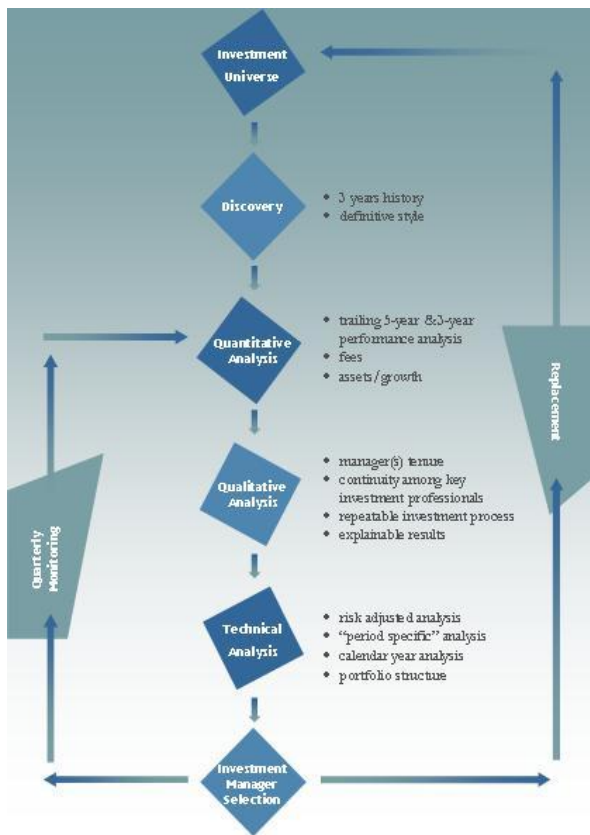 Investment
Universe
Discovery
• 3 years history
• definitive style
Quantitative
Analysis
• trailing 5-year &3-year
performance analysis
• fees
• assets/growth
Qualitative
Analysis
• manager(s) tenure
• continuity among key
investment professionals
• repeatable investment process
• explainable results
Technical
Analysis
• risk adjusted analysis
• “period specific” analysis
• calendar year analysis
• portfolio structure
Investment
Manager
Selection
Quarterly
Monitoring
Replacement